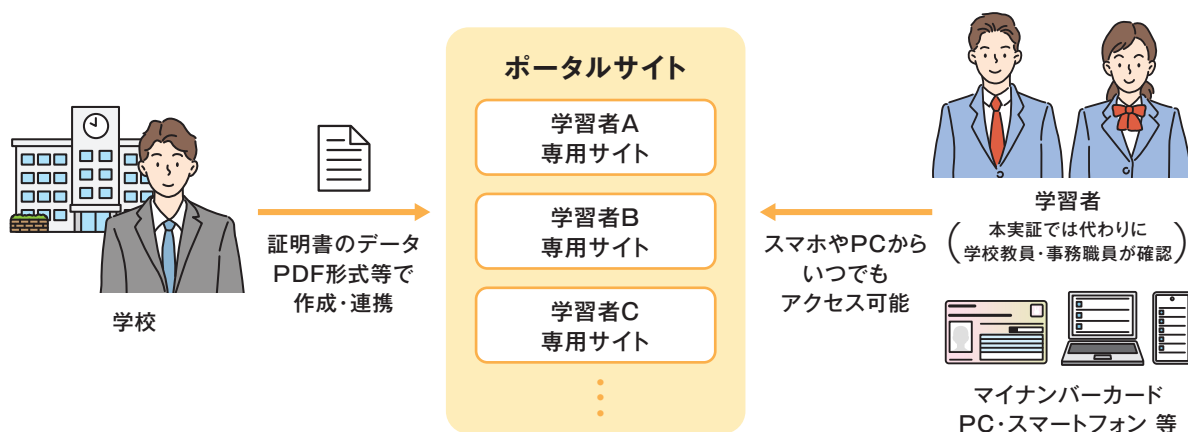 学校
証明書のデータ
PDF形式等で
作成・連携
ポータルサイト
学習者A
専用サイト
学習者B
専用サイト
学習者C
専用サイト
スマホやPCから
いつでも
アクセス可能
学習者
(本実証では代わりに
学校教員・事務職員が確認)
マイナンバーカード
PC・スマートフォン 等